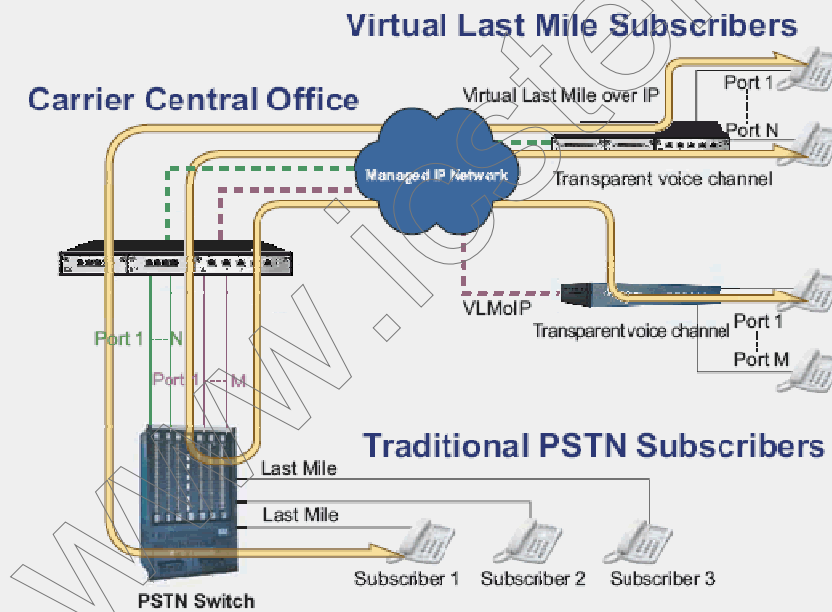 Virtual Last Mile Subscribers
Carrier Central Office
Virtual Last Mile over IP
Port 1
Port N
Managed IP Network
Transparent voice channel
VLMoIP
Transparent voice channel
Port 1
Port M
Port 1 ---- N
Port 1 ---- M
Traditional PSTN Subscribers
Last Mile
Last Mile
Subscriber 1
Subscriber 2
Subscriber 3
PSTN Switch